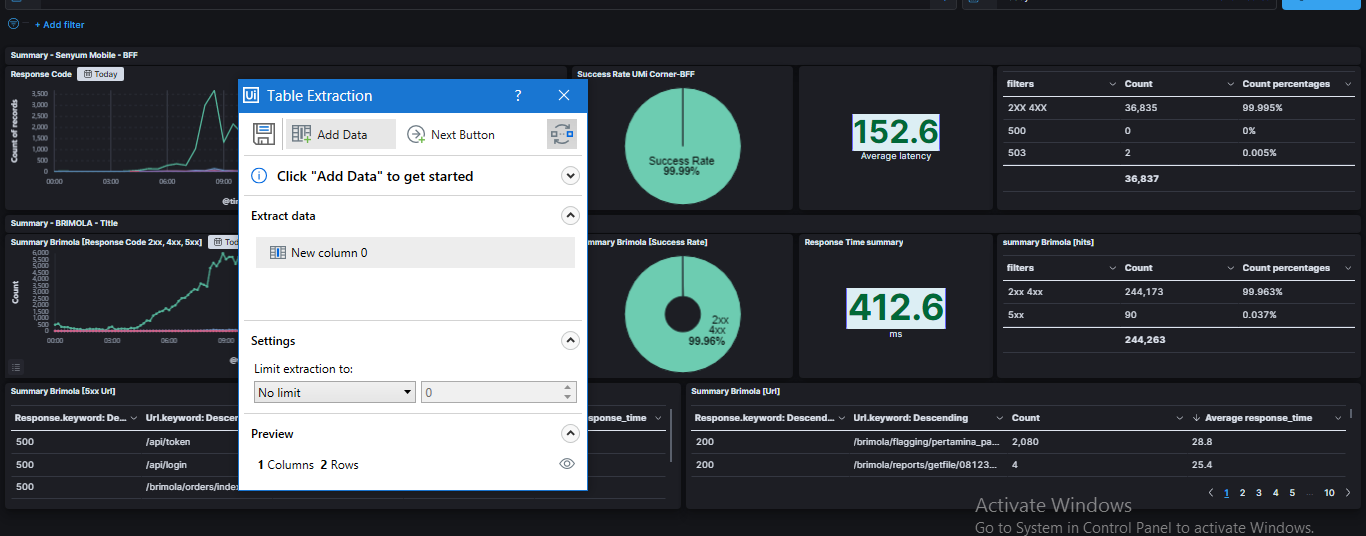 + Add filter
Summary - Senyum Mobile - BFF
Response Code Today
Count of records
3,500
3,000
2,500
2,000
1,500
1,000
500
0
00:00 03:00 06:00 09:00
Success Rate UMi Corner-BFF
Success Rate
99.99%
152.6
Average latency
filters Count Count percentages
2XX 4XX 36,835 99.995%
500 0 0%
503 2 0.005%
36,837
Ui Table Extraction ?
Add Data Next Button
Click "Add Data" to get started
Extract data
New column 0
Settings
Limit extraction to:
No limit 0
Preview
1 Columns 2 Rows
Summary - BRIMOLA - Title
Summary Brimola [Response Code 2xx, 4xx, 5xx]
Count
6,000
5,500
5,000
4,500
4,000
3,500
3,000
2,500
2,000
1,500
1,000
500
0
00:00 03:00 06:00 09:00
mmary Brimola [Success Rate]
2xx
4xx
99.96%
Response Time summary
412.6
ms
summary Brimola [hits]
filters Count Count percentages
2xx 4xx 244,173 99.963%
5xx 90 0.037%
244,263
Summary Brimola [5xx Url]
Response.keyword: De... Url.keyword: Descer sponse_time
500 /api/token
500 /api/login
500 /brimola/orders/index
Summary Brimola [Url]
Response.keyword: Descend... Url.keyword: Descending Count Average response_time
200 /brimola/flagging/pertamina_pa... 2,080 28.8
200 /brimola/reports/getfile/08123... 4 25.4
1 2 3 4 5 ... 10
Activate Windows
Go to System in Control Panel to activate Windows.